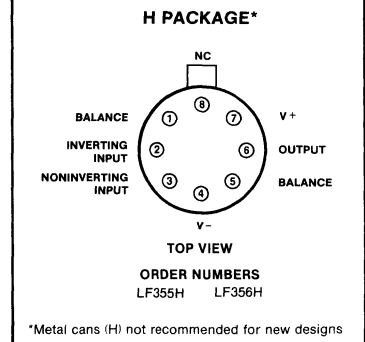 H PACKAGE*
NC
8
BALANCE 1 7 V+
INVERTING
INPUT 2 6 OUTPUT
NONINVERTING
INPUT 3 5 BALANCE
4
V−
TOP VIEW
ORDER NUMBERS
LF355H LF356H
*Metal cans (H) not recommended for new designs